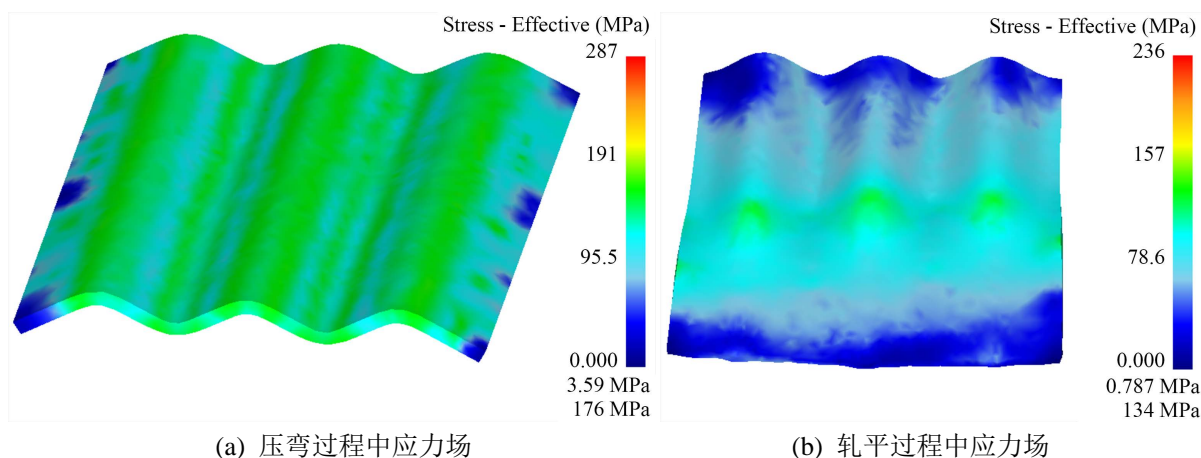 Stress - Effective (MPa)
287
191
95.5
0.000
3.59 MPa
176 MPa
(a) 压弯过程中应力场
Stress - Effective (MPa)
236
157
78.6
0.000
0.787 MPa
134 MPa
(b) 轧平过程中应力场